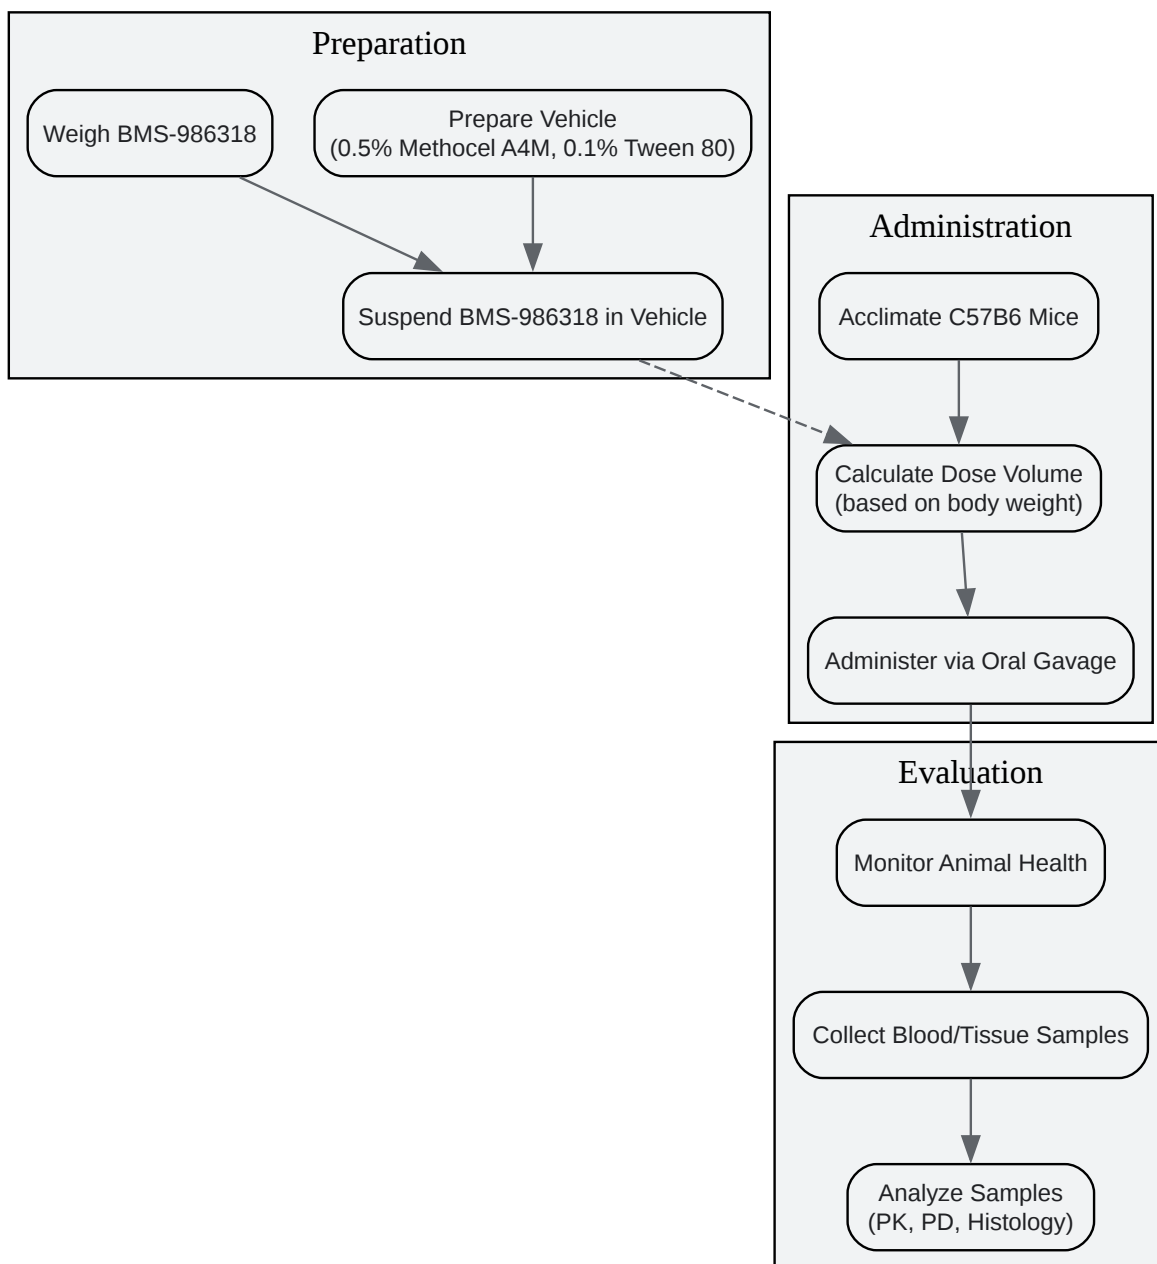 Preparation
Weigh BMS-986318
Prepare Vehicle
(0.5% Methocel A4M, 0.1% Tween 80)
Suspend BMS-986318 in Vehicle
Administration
Acclimate C57B6 Mice
Calculate Dose Volume
(based on body weight)
Administer via Oral Gavage
Evaluation
Monitor Animal Health
Collect Blood/Tissue Samples
Analyze Samples
(PK, PD, Histology)